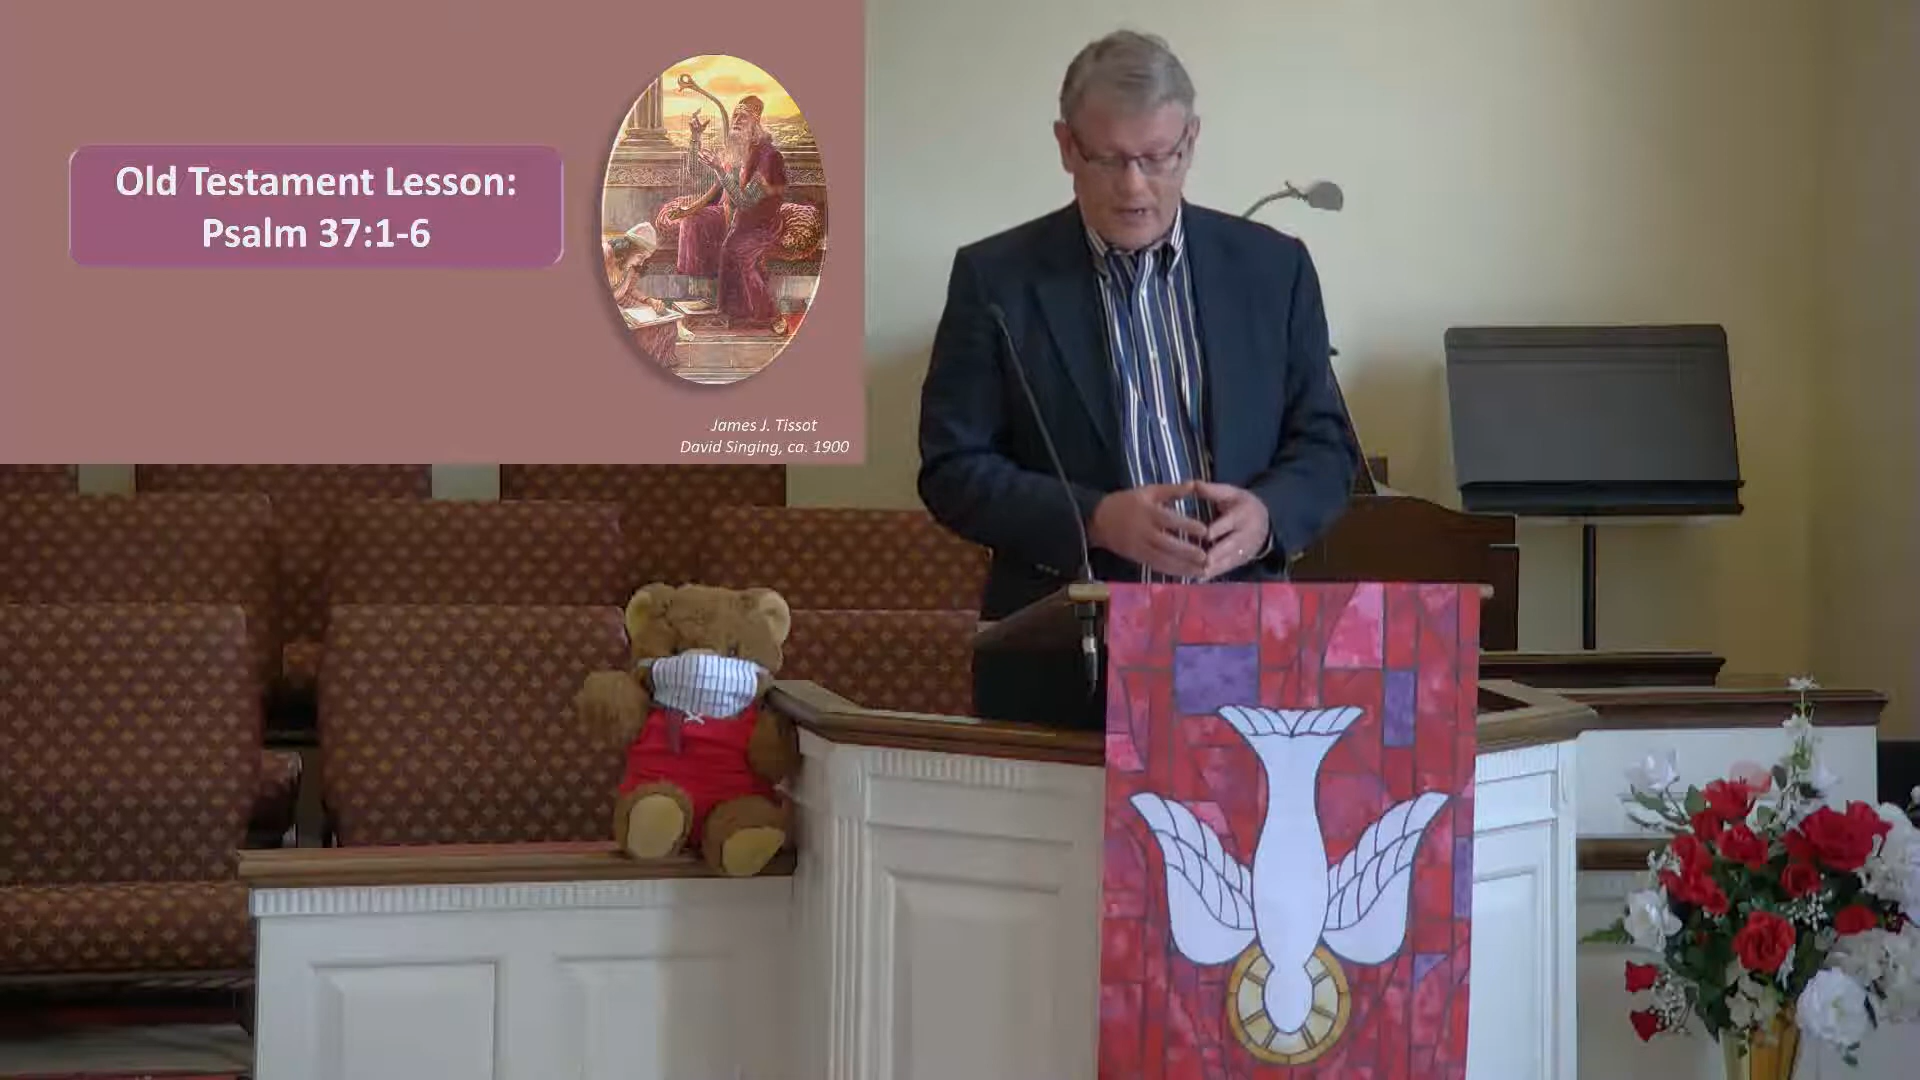 Old Testament Lesson:
Psalm 37:1-6
James J. Tissot
David Singing, ca. 1900